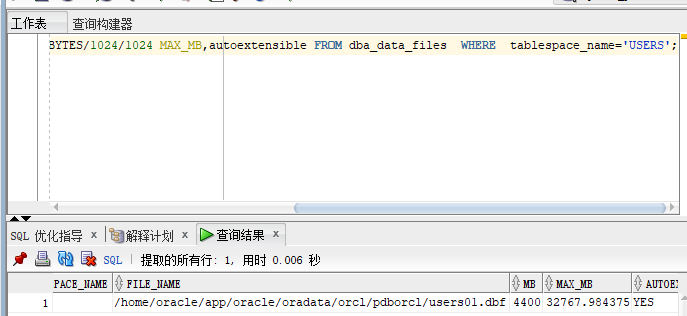 工作表 查询构建器
BYTES/1024/1024 MAX_MB,autoextensible FROM dba_data_files  WHERE  tablespace_name='USERS';
SQL 优化指导 x 解释计划 x 查询结果 x
SQL 提取的所有行: 1, 用时 0.006 秒
PACE_NAME FILE_NAME MB MAX_MB AUTOEX
1 /home/oracle/app/oracle/oradata/orcl/pdborcl/users01.dbf 4400 32767.984375 YES